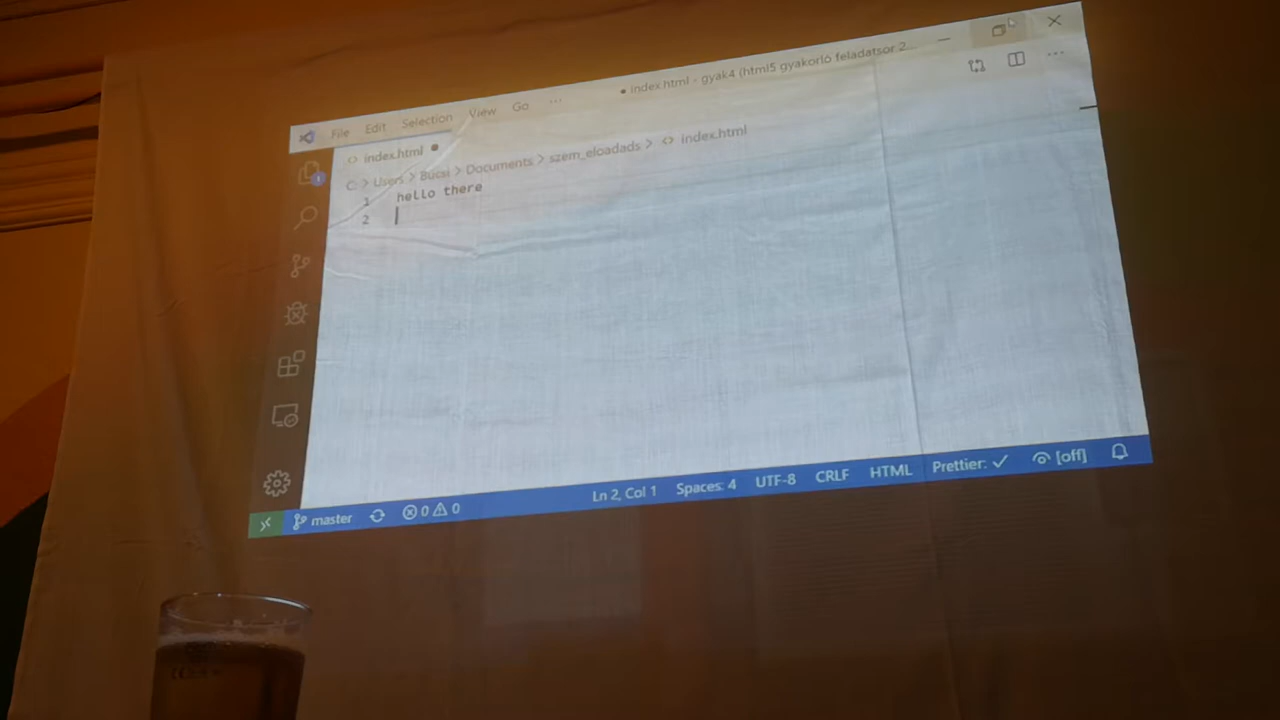 File Edit Selection View Go ... ● index.html - gyak4 (html5 gyakorló feladatsor 2...
index.html ●
C: > Users > Bucsi > Documents > szem_eloadads > <> index.html
1 hello there
2
master 0 0 Ln 2, Col 1 Spaces: 4 UTF-8 CRLF HTML Prettier: ✓ [off]